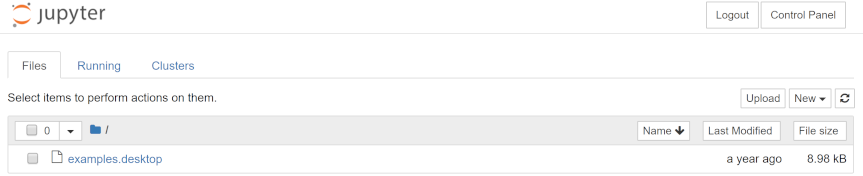 jupyter Logout Control Panel
Files Running Clusters
Select items to perform actions on them. Upload New
0 / Name Last Modified File size
examples.desktop a year ago 8.98 kB